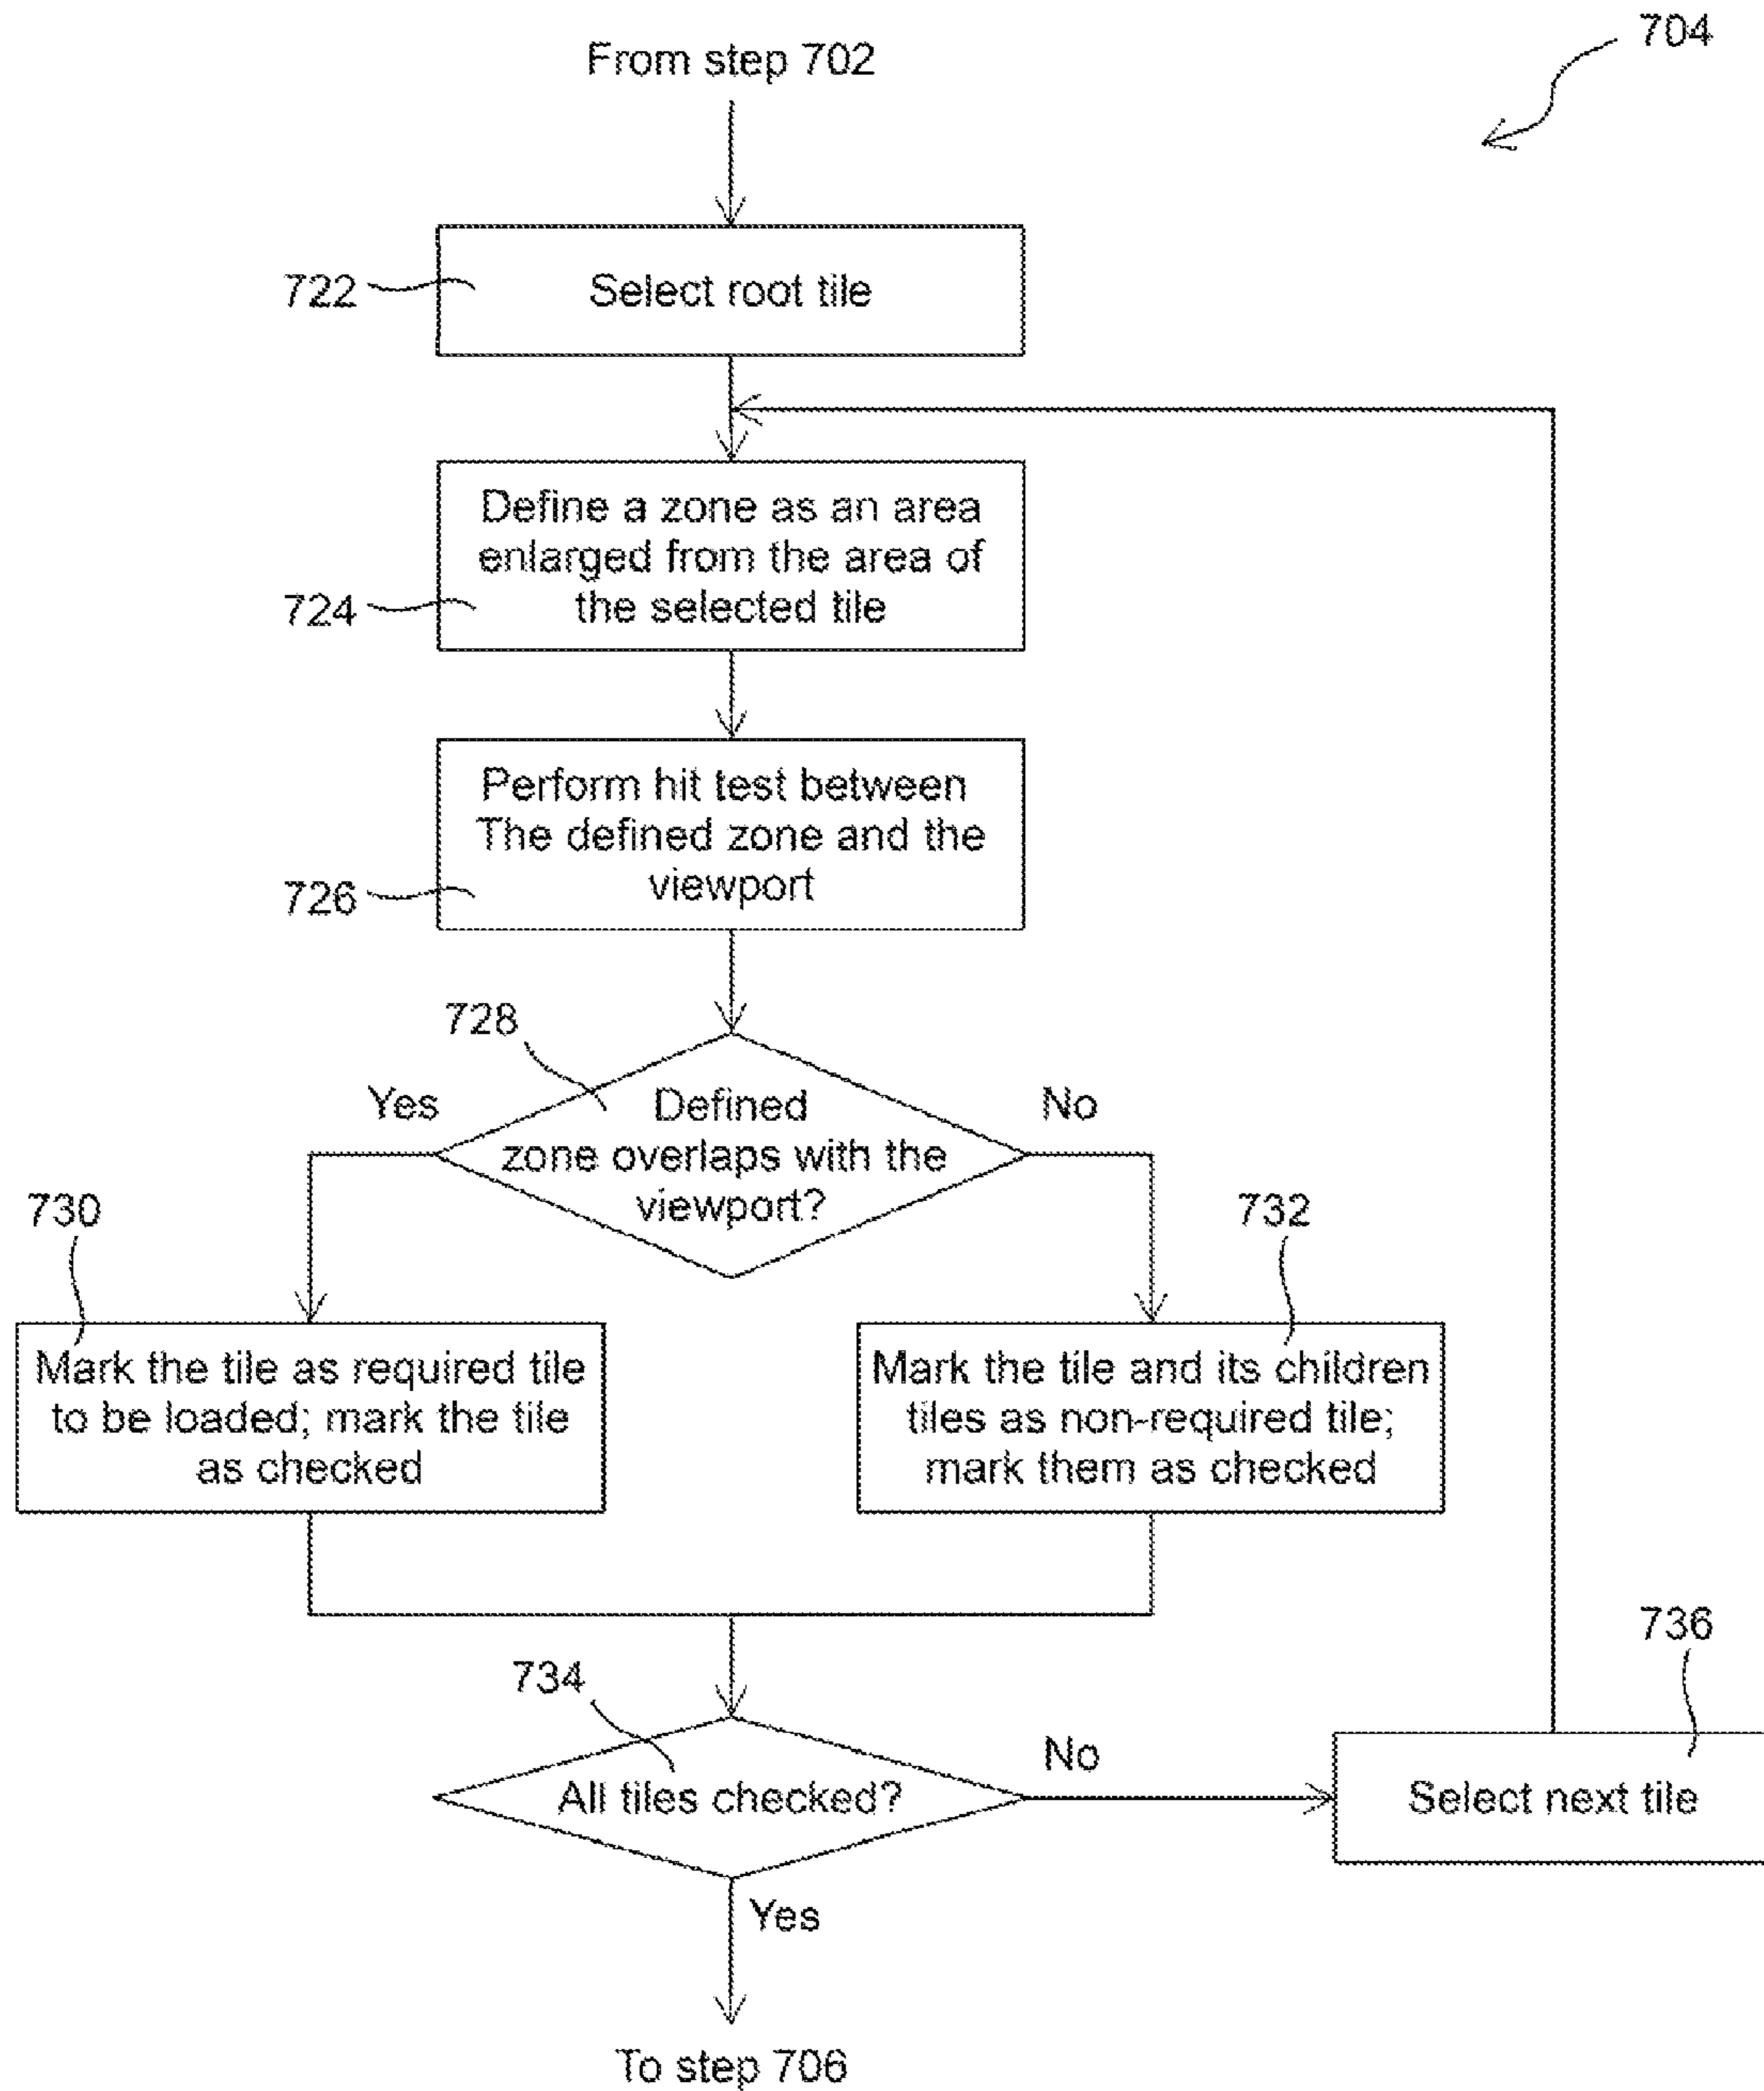 704
From step 702
722
Select root tile
Define a zone as an area
enlarged from the area of
the selected tile
724
Perform hit test between
The defined zone and the
viewport
726
728
Yes
No
Defined
zone overlaps with the
viewport?
730
732
Mark the tile as required tile
to be loaded; mark the tile
as checked
Mark the tile and its children
tiles as non-required tile;
mark them as checked
734
736
No
All tiles checked?
Select next tile
Yes
To step 706